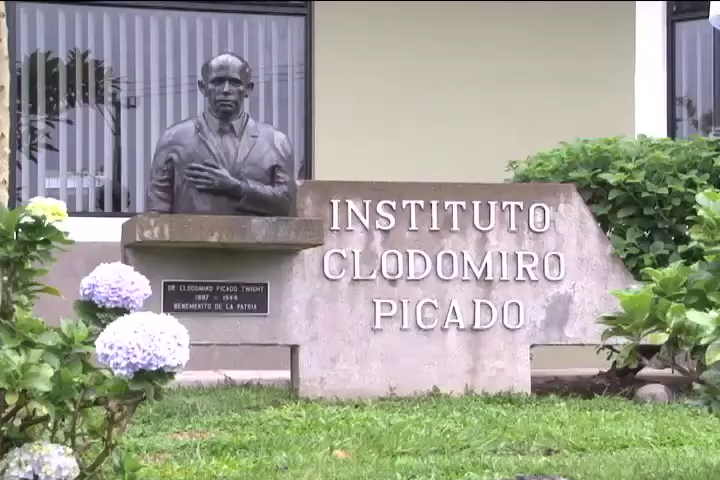 INSTITUTO
CLODOMIRO
PICADO
DR CLODOMIRO PICADO TWIGHT
1887 - 1944
BENEMERITO DE LA PATRIA